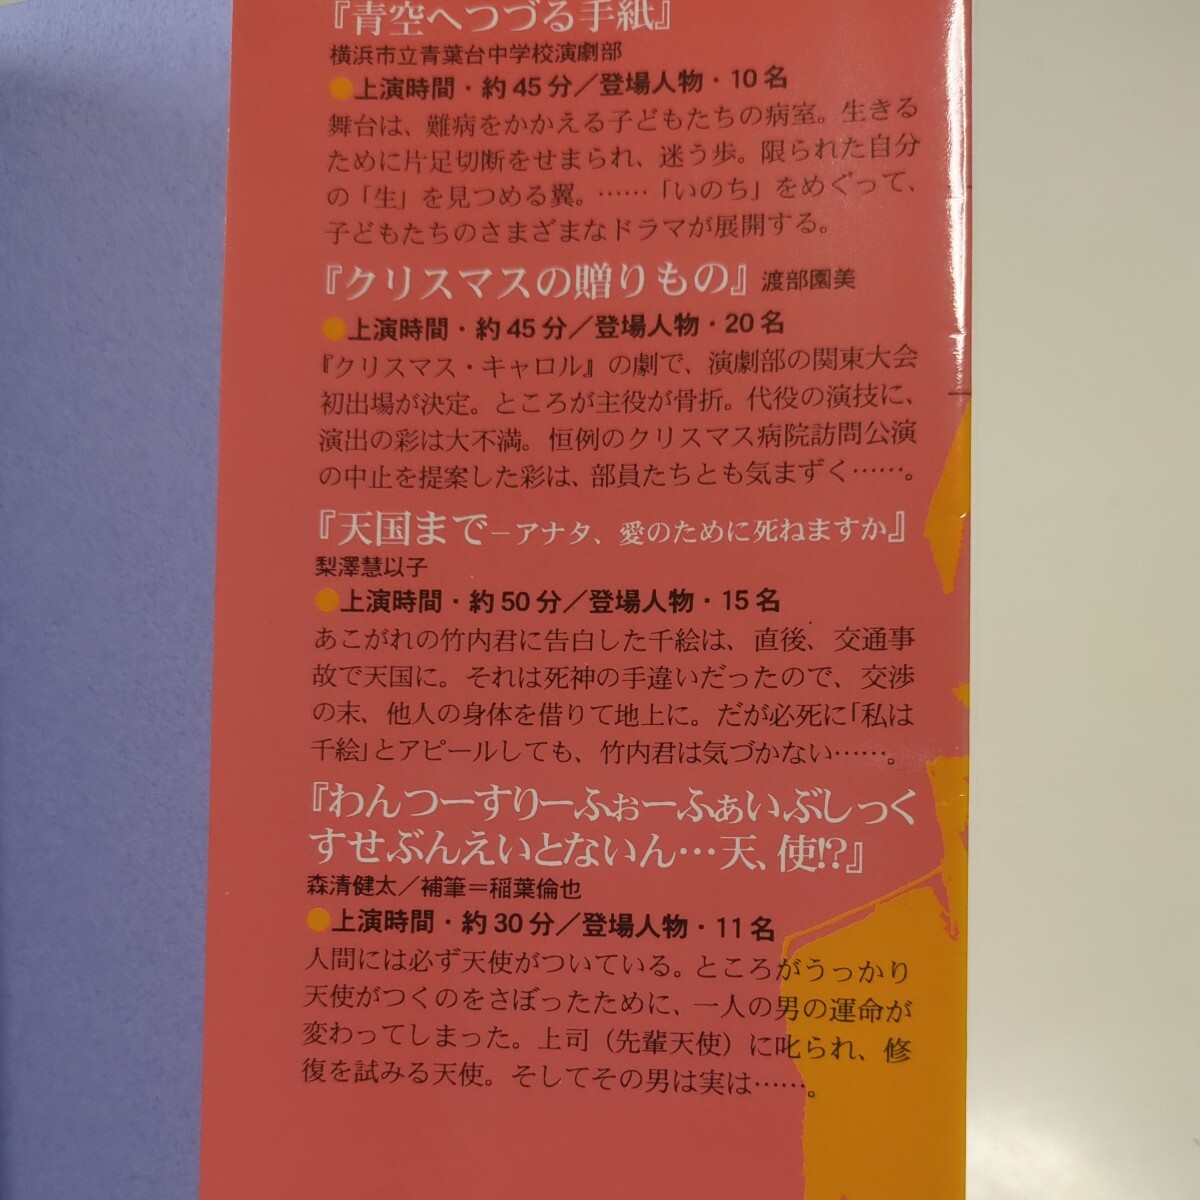 『青空へつづる手紙』
横浜市立青葉台中学校演劇部
●上演時間・約45分／登場人物・10名
舞台は、難病をかかえる子どもたちの病室。生きる
ために片足切断をせまられ、迷う歩。限られた自分
の「生」を見つめる翼。……「いのち」をめぐって、
子どもたちのさまざまなドラマが展開する。
『クリスマスの贈りもの』渡部園美
●上演時間・約45分／登場人物・20名
『クリスマス・キャロル』の劇で、演劇部の関東大会
初出場が決定。ところが主役が骨折。代役の演技に、
演出の彩は大不満。恒例のクリスマス病院訪問公演
の中止を提案した彩は、部員たちとも気まずく……。
『天国まで－アナタ、愛のために死ねますか』
梨澤慧以子
●上演時間・約50分／登場人物・15名
あこがれの竹内君に告白した千絵は、直後、交通事
故で天国に。それは死神の手違いだったので、交渉
の末、他人の身体を借りて地上に。だが必死に「私は
千絵」とアピールしても、竹内君は気づかない……。
『わんつーすりーふぉーふぁいぶしっく
すせぶんえいとないん…天、使!?』
森清健太／補筆＝稲葉倫也
●上演時間・約30分／登場人物・11名
人間には必ず天使がついている。ところがうっかり
天使がつくのをさぼったために、一人の男の運命が
変わってしまった。上司（先輩天使）に叱られ、修
復を試みる天使。そしてその男は実は……。